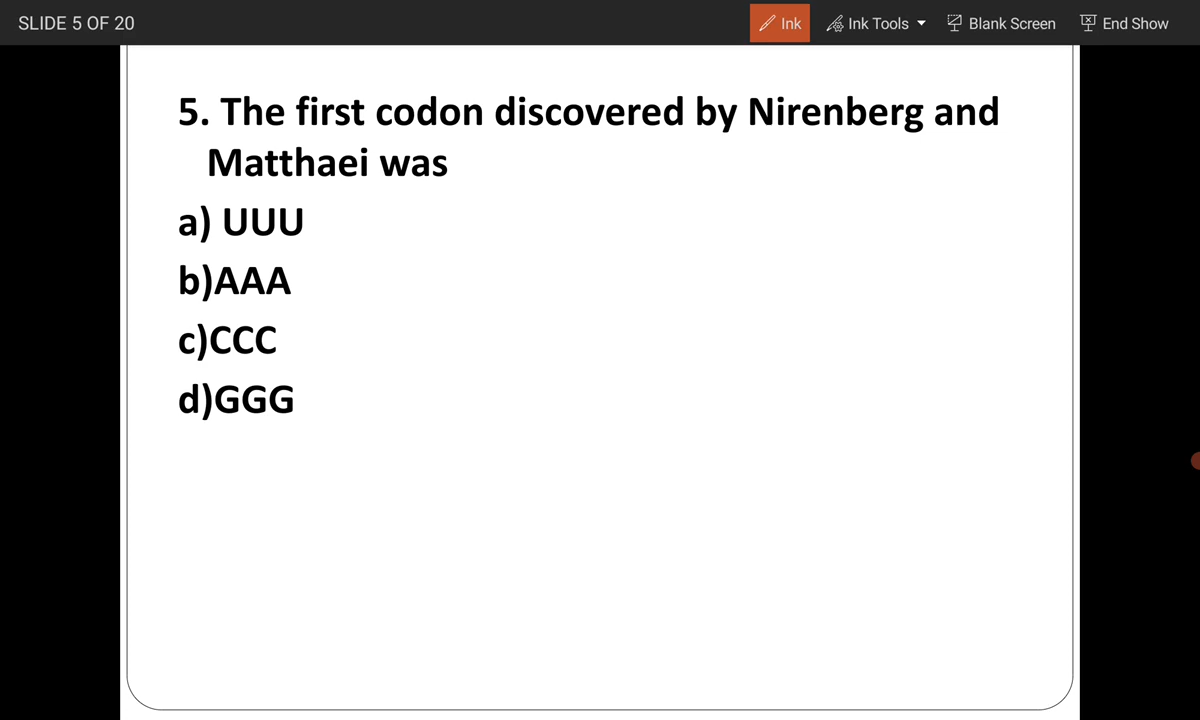 SLIDE 5 OF 20 Ink Ink Tools Blank Screen End Show
5. The first codon discovered by Nirenberg and
Matthaei was
a) UUU
b)AAA
c)CCC
d)GGG